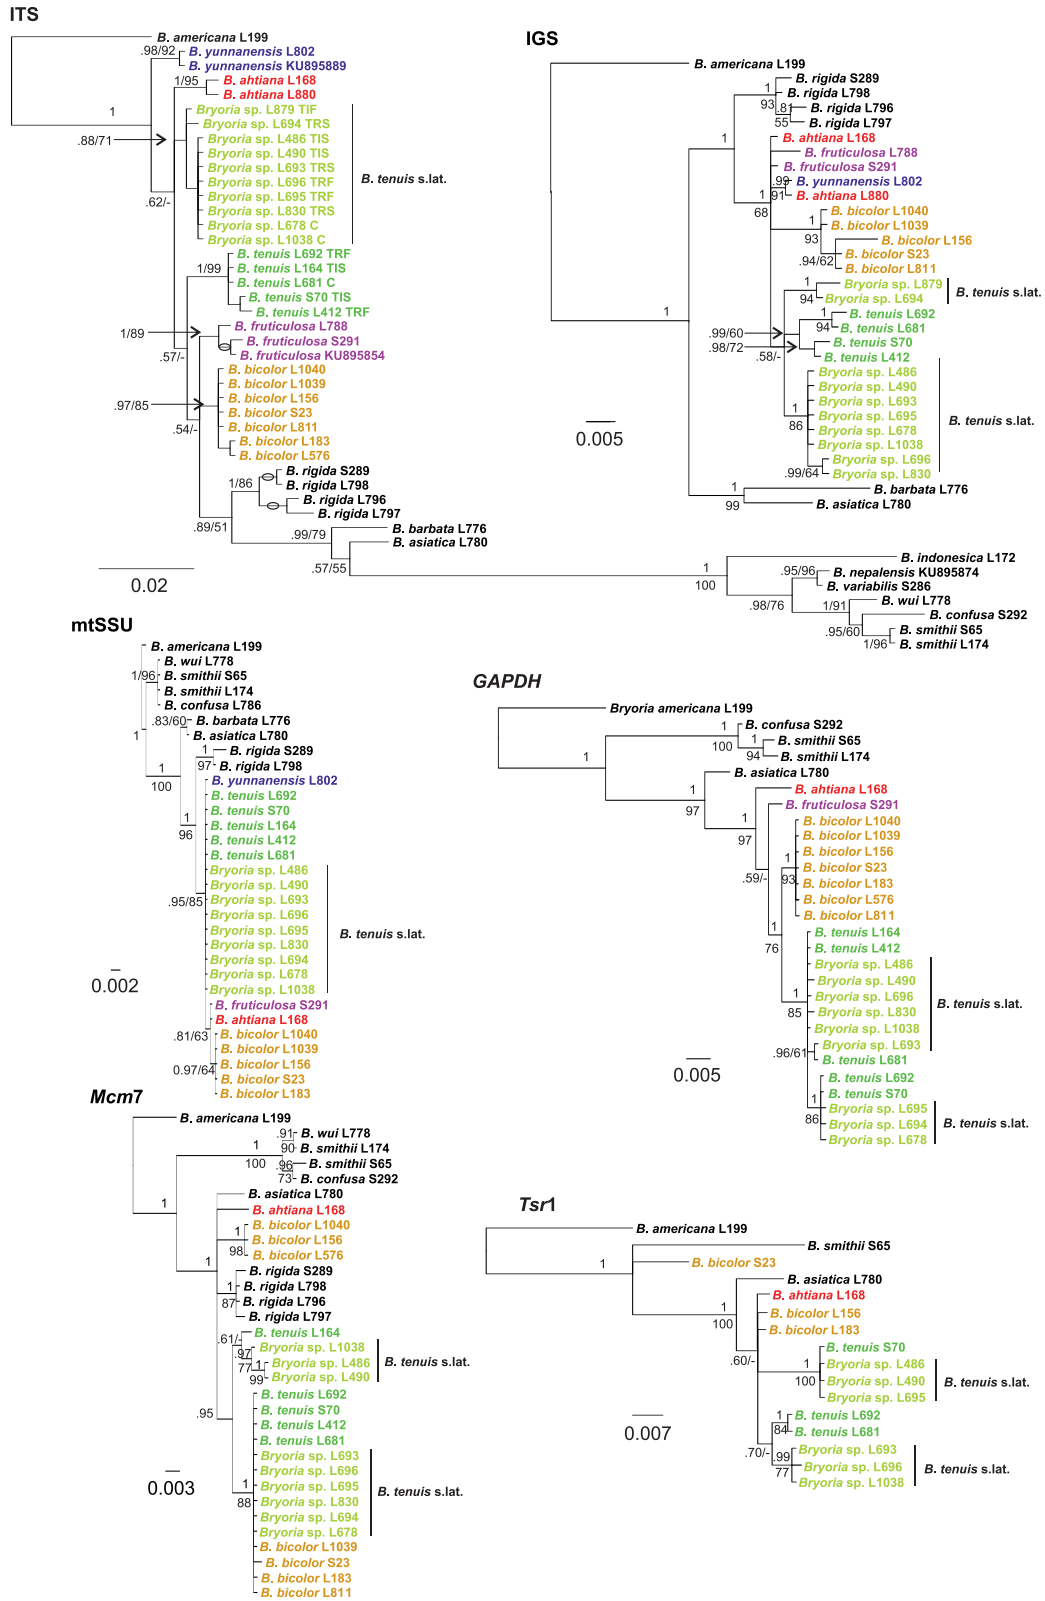 ITS
B. americana L199
.98/92
B. yunnanensis L802
B. yunnanensis KU895889
1/95
B. ahtiana L168
B. ahtiana L880
1
.88/71
Bryoria sp. L879 TIF
Bryoria sp. L694 TRS
Bryoria sp. L486 TIS
Bryoria sp. L490 TIS
Bryoria sp. L693 TRS
Bryoria sp. L696 TRF
Bryoria sp. L695 TRF
Bryoria sp. L830 TRS
Bryoria sp. L678 C
Bryoria sp. L1038 C
B. tenuis s.lat.
.62/-
B. tenuis L692 TRF
1/99
B. tenuis L164 TIS
B. tenuis L681 C
B. tenuis S70 TIS
B. tenuis L412 TRF
1/89
B. fruticulosa L788
B. fruticulosa S291
B. fruticulosa KU895854
.57/-
B. bicolor L1040
B. bicolor L1039
B. bicolor L156
.97/85
B. bicolor S23
B. bicolor L811
.54/-
B. bicolor L183
B. bicolor L576
B. rigida S289
1/86
B. rigida L798
B. rigida L796
B. rigida L797
.89/51
B. barbata L776
.99/79
B. asiatica L780
.57/55
0.02
1
100
B. indonesica L172
.95/96
B. nepalensis KU895874
B. variabilis S286
.98/76
1/91
B. wui L778
B. confusa S292
.95/60
B. smithii S65
1/96
B. smithii L174
IGS
B. americana L199
B. rigida S289
1
93
B. rigida L798
.81
B. rigida L796
55
B. rigida L797
1
B. ahtiana L168
B. fruticulosa L788
B. fruticulosa S291
.99
91
B. yunnanensis L802
B. ahtiana L880
1
68
B. bicolor L1040
1
93
B. bicolor L1039
B. bicolor L156
.94/62
B. bicolor S23
B. bicolor L811
1
Bryoria sp. L879
1
94
Bryoria sp. L694
B. tenuis s.lat.
B. tenuis L692
1
94
B. tenuis L681
.99/60
.98/72
B. tenuis S70
.58/-
B. tenuis L412
Bryoria sp. L486
Bryoria sp. L490
Bryoria sp. L693
1
86
Bryoria sp. L695
Bryoria sp. L678
Bryoria sp. L1038
B. tenuis s.lat.
Bryoria sp. L696
.99/64
Bryoria sp. L830
0.005
1
99
B. barbata L776
B. asiatica L780
mtSSU
B. americana L199
B. wui L778
1/96
B. smithii S65
B. smithii L174
B. confusa L786
.83/60
B. barbata L776
1
B. asiatica L780
1
97
B. rigida S289
B. rigida L798
1
100
B. yunnanensis L802
B. tenuis L692
B. tenuis S70
1
96
B. tenuis L164
B. tenuis L412
B. tenuis L681
Bryoria sp. L486
Bryoria sp. L490
.95/85
Bryoria sp. L693
Bryoria sp. L696
Bryoria sp. L695
B. tenuis s.lat.
Bryoria sp. L830
Bryoria sp. L694
Bryoria sp. L678
Bryoria sp. L1038
0.002
B. fruticulosa S291
B. ahtiana L168
.81/63
B. bicolor L1040
B. bicolor L1039
0.97/64
B. bicolor L156
B. bicolor S23
B. bicolor L183
GAPDH
Bryoria americana L199
1
1
100
B. confusa S292
B. smithii S65
1
94
B. smithii L174
B. asiatica L780
1
97
B. ahtiana L168
B. fruticulosa S291
1
97
B. bicolor L1040
B. bicolor L1039
B. bicolor L156
1
93
.59/-
B. bicolor S23
B. bicolor L183
B. bicolor L576
B. bicolor L811
1
76
B. tenuis L164
B. tenuis L412
Bryoria sp. L486
Bryoria sp. L490
Bryoria sp. L696
1
85
B. tenuis s.lat.
Bryoria sp. L830
Bryoria sp. L1038
Bryoria sp. L693
.96/61
B. tenuis L681
0.005
B. tenuis L692
B. tenuis S70
1
86
Bryoria sp. L695
Bryoria sp. L694
B. tenuis s.lat.
Bryoria sp. L678
Mcm7
B. americana L199
.91
90
B. wui L778
1
100
B. smithii L174
.96
73
B. smithii S65
B. confusa S292
1
B. asiatica L780
B. ahtiana L168
B. bicolor L1040
1
98
B. bicolor L156
B. bicolor L576
1
B. rigida S289
1
87
B. rigida L798
B. rigida L796
B. rigida L797
B. tenuis L164
.61/-
.97
77
Bryoria sp. L1038
1
99
Bryoria sp. L486
Bryoria sp. L490
B. tenuis s.lat.
B. tenuis L692
.95
B. tenuis S70
B. tenuis L412
B. tenuis L681
Bryoria sp. L693
Bryoria sp. L696
1
88
Bryoria sp. L695
B. tenuis s.lat.
Bryoria sp. L830
Bryoria sp. L694
Bryoria sp. L678
0.003
B. bicolor L1039
B. bicolor S23
B. bicolor L183
B. bicolor L811
Tsr1
B. americana L199
B. smithii S65
1
B. bicolor S23
B. asiatica L780
1
100
B. ahtiana L168
B. bicolor L156
B. bicolor L183
.60/-
B. tenuis S70
1
100
Bryoria sp. L486
Bryoria sp. L490
Bryoria sp. L695
B. tenuis s.lat.
0.007
1
84
B. tenuis L692
B. tenuis L681
.70/-
.99
77
Bryoria sp. L693
Bryoria sp. L696
Bryoria sp. L1038
B. tenuis s.lat.